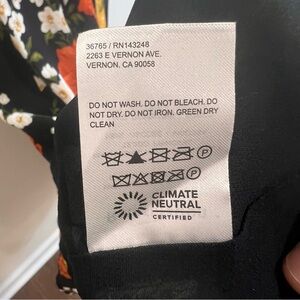 36765 / RN143248
2263 E VERNON AVE.
VERNON, CA 90058
DO NOT WASH. DO NOT BLEACH. DO
NOT DRY. DO NOT IRON. GREEN DRY
CLEAN
P
P
CLIMATE
NEUTRAL
CERTIFIED